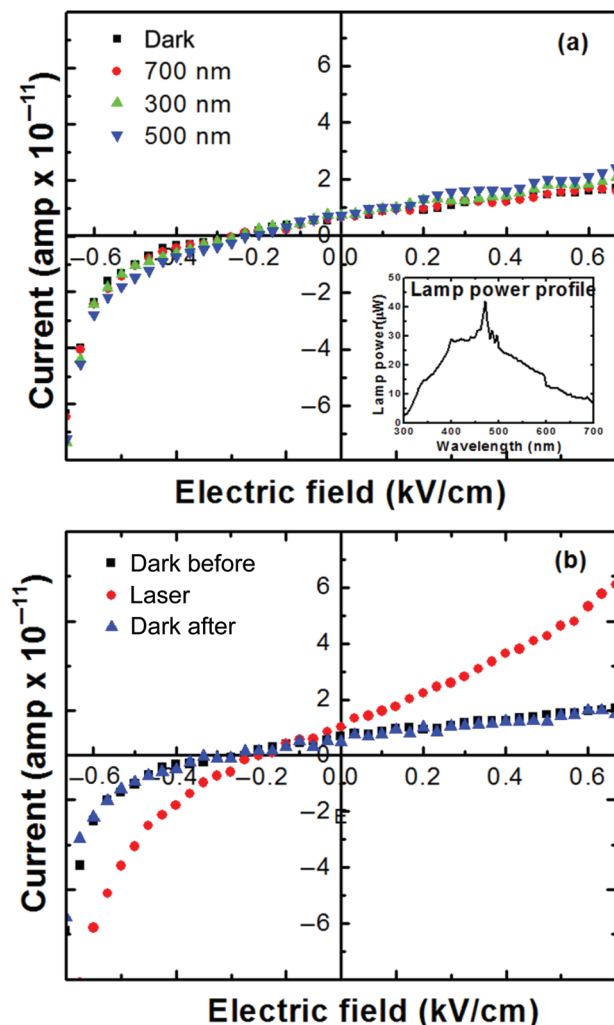 Dark
700 nm
300 nm
500 nm
(a)
6
4
2
0
−2
−4
−6
−0.6
−0.4
−0.2
0.0
0.2
0.4
0.6
Current (amp x 10⁻¹¹)
Electric field (kV/cm)
Lamp power profile
50
40
30
20
10
0
Lamp power(µW)
300
400
500
600
700
Wavelength (nm)
Dark before
Laser
Dark after
(b)
6
4
2
0
−2
E
−4
−6
−0.6
−0.4
−0.2
0.0
0.2
0.4
0.6
Current (amp x 10⁻¹¹)
Electric field (kV/cm)